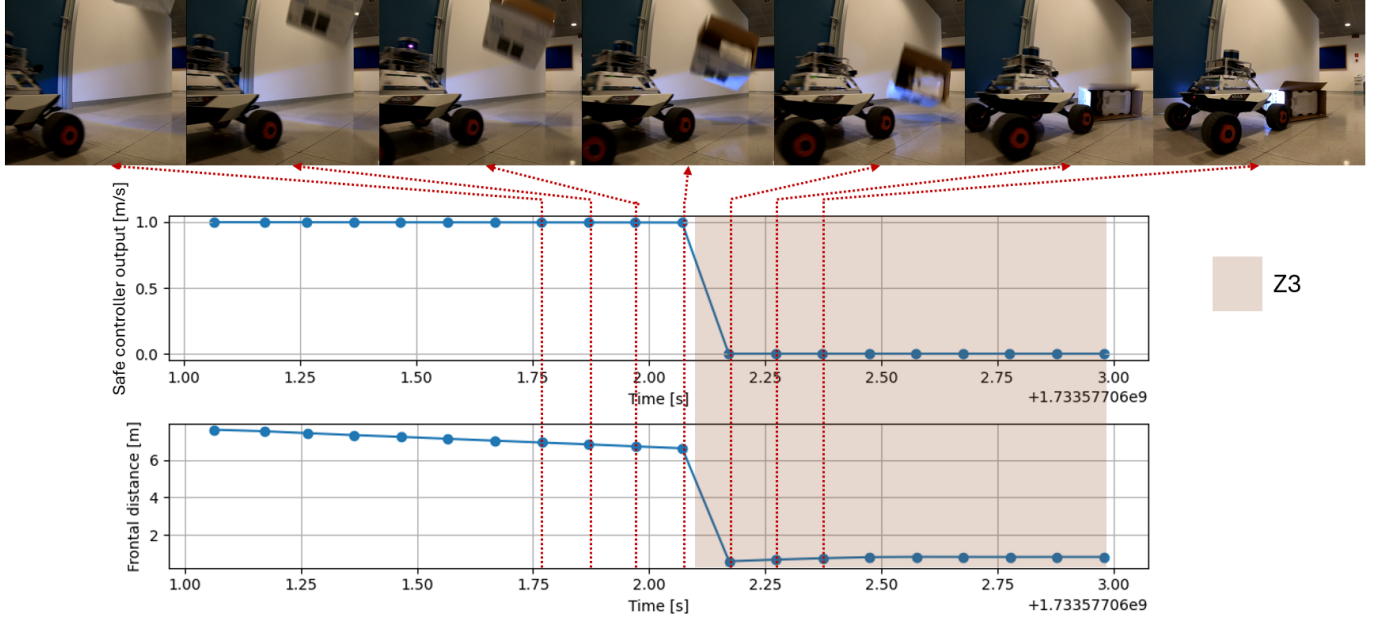 Safe controller output [m/s]
1.0
0.5
0.0
1.00 1.25 1.50 1.75 2.00 2.25 2.50 2.75 3.00
Time [s]
+1.73357706e9
Z3
Frontal distance [m]
6
4
2
1.00 1.25 1.50 1.75 2.00 2.25 2.50 2.75 3.00
Time [s]
+1.73357706e9